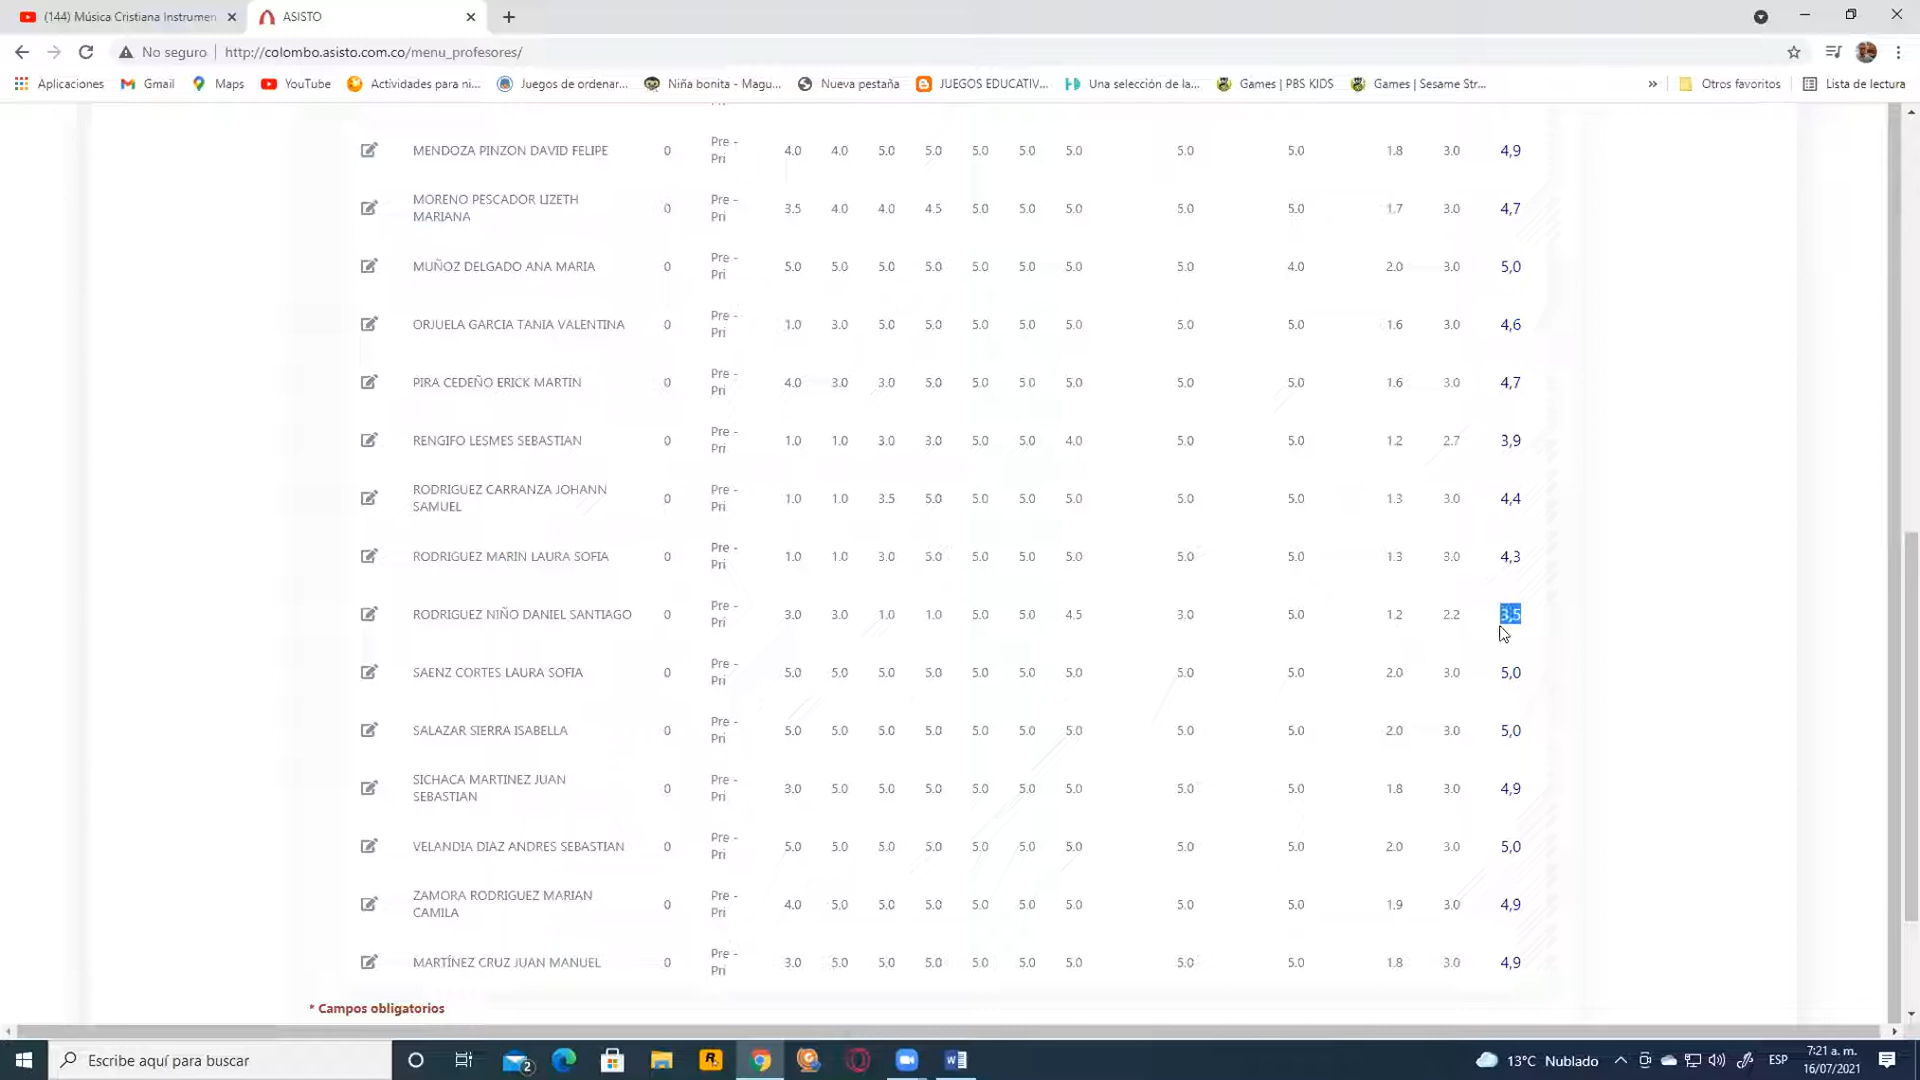 (144) Música Cristiana Instrumen
ASISTO
No seguro
http://colombo.asisto.com.co/menu_profesores/
Aplicaciones
Gmail
Maps
YouTube
Actividades para ni...
Juegos de ordenar...
Niña bonita - Magu...
Nueva pestaña
JUEGOS EDUCATIV...
Una selección de la...
Games | PBS KIDS
Games | Sesame Str...
»
Otros favoritos
Lista de lectura
MENDOZA PINZON DAVID FELIPE 0 Pre - Pri 4.0 4.0 5.0 5.0 5.0 5.0 5.0 5.0 5.0 1.8 3.0 4,9
MORENO PESCADOR LIZETH MARIANA 0 Pre - Pri 3.5 4.0 4.0 4.5 5.0 5.0 5.0 5.0 5.0 1.7 3.0 4,7
MUÑOZ DELGADO ANA MARIA 0 Pre - Pri 5.0 5.0 5.0 5.0 5.0 5.0 5.0 5.0 4.0 2.0 3.0 5,0
ORJUELA GARCIA TANIA VALENTINA 0 Pre - Pri 1.0 3.0 5.0 5.0 5.0 5.0 5.0 5.0 5.0 1.6 3.0 4,6
PIRA CEDEÑO ERICK MARTIN 0 Pre - Pri 4.0 3.0 3.0 5.0 5.0 5.0 5.0 5.0 5.0 1.6 3.0 4,7
RENGIFO LESMES SEBASTIAN 0 Pre - Pri 1.0 1.0 3.0 3.0 5.0 5.0 4.0 5.0 5.0 1.2 2.7 3,9
RODRIGUEZ CARRANZA JOHANN SAMUEL 0 Pre - Pri 1.0 1.0 3.5 5.0 5.0 5.0 5.0 5.0 5.0 1.3 3.0 4,4
RODRIGUEZ MARIN LAURA SOFIA 0 Pre - Pri 1.0 1.0 3.0 5.0 5.0 5.0 5.0 5.0 5.0 1.3 3.0 4,3
RODRIGUEZ NIÑO DANIEL SANTIAGO 0 Pre - Pri 3.0 3.0 1.0 1.0 5.0 5.0 4.5 3.0 5.0 1.2 2.2 3,5
SAENZ CORTES LAURA SOFIA 0 Pre - Pri 5.0 5.0 5.0 5.0 5.0 5.0 5.0 5.0 5.0 2.0 3.0 5,0
SALAZAR SIERRA ISABELLA 0 Pre - Pri 5.0 5.0 5.0 5.0 5.0 5.0 5.0 5.0 5.0 2.0 3.0 5,0
SICHACA MARTINEZ JUAN SEBASTIAN 0 Pre - Pri 3.0 5.0 5.0 5.0 5.0 5.0 5.0 5.0 5.0 1.8 3.0 4,9
VELANDIA DIAZ ANDRES SEBASTIAN 0 Pre - Pri 5.0 5.0 5.0 5.0 5.0 5.0 5.0 5.0 5.0 2.0 3.0 5,0
ZAMORA RODRIGUEZ MARIAN CAMILA 0 Pre - Pri 4.0 5.0 5.0 5.0 5.0 5.0 5.0 5.0 5.0 1.9 3.0 4,9
MARTÍNEZ CRUZ JUAN MANUEL 0 Pre - Pri 3.0 5.0 5.0 5.0 5.0 5.0 5.0 5.0 5.0 1.8 3.0 4,9
* Campos obligatorios
Escribe aquí para buscar
2
13°C Nublado
ESP
7:21 a. m.
16/07/2021